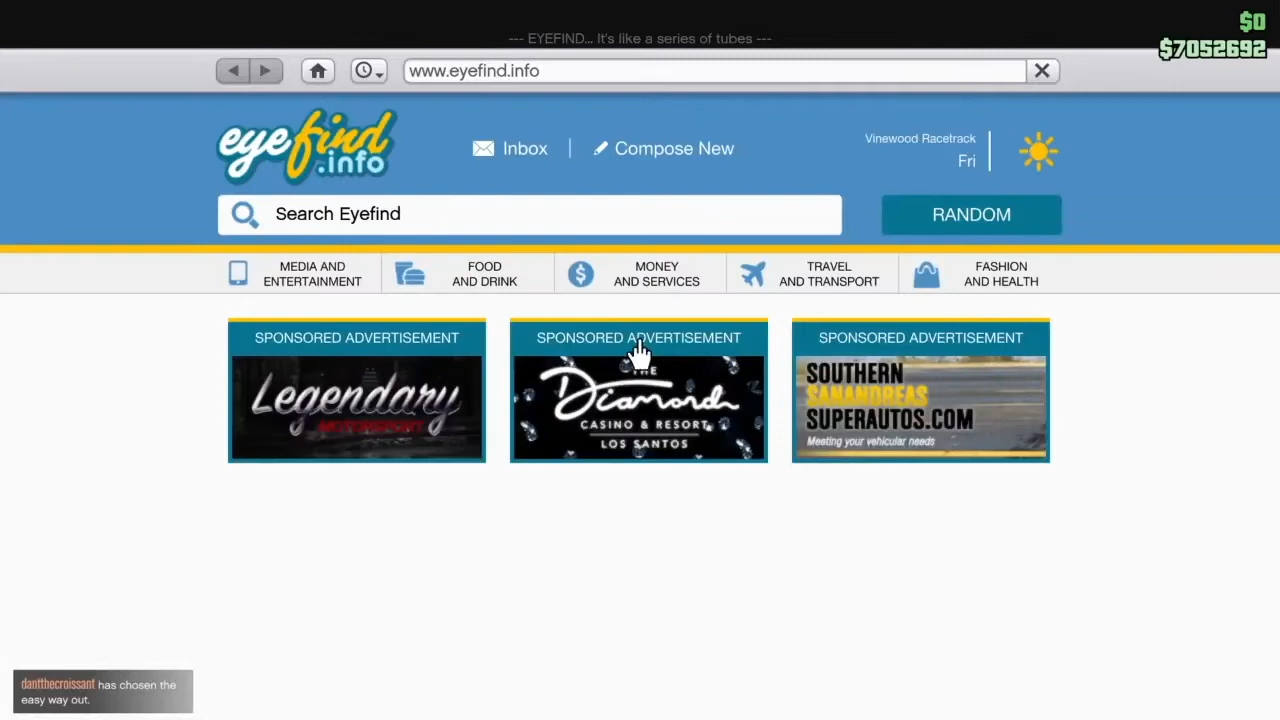 $0
--- EYEFIND... It's like a series of tubes ---
$7052692
www.eyefind.info
eyefind
.info
Inbox
Compose New
Vinewood Racetrack
Fri
Search Eyefind
RANDOM
MEDIA AND
ENTERTAINMENT
FOOD
AND DRINK
MONEY
AND SERVICES
TRAVEL
AND TRANSPORT
FASHION
AND HEALTH
SPONSORED ADVERTISEMENT
Legendary
MOTORSPORT
SPONSORED ADVERTISEMENT
THE
Diamond
CASINO & RESORT
LOS SANTOS
SPONSORED ADVERTISEMENT
SOUTHERN
SANANDREAS
SUPERAUTOS.COM
Meeting your vehicular needs
dantthecroissant has chosen the
easy way out.